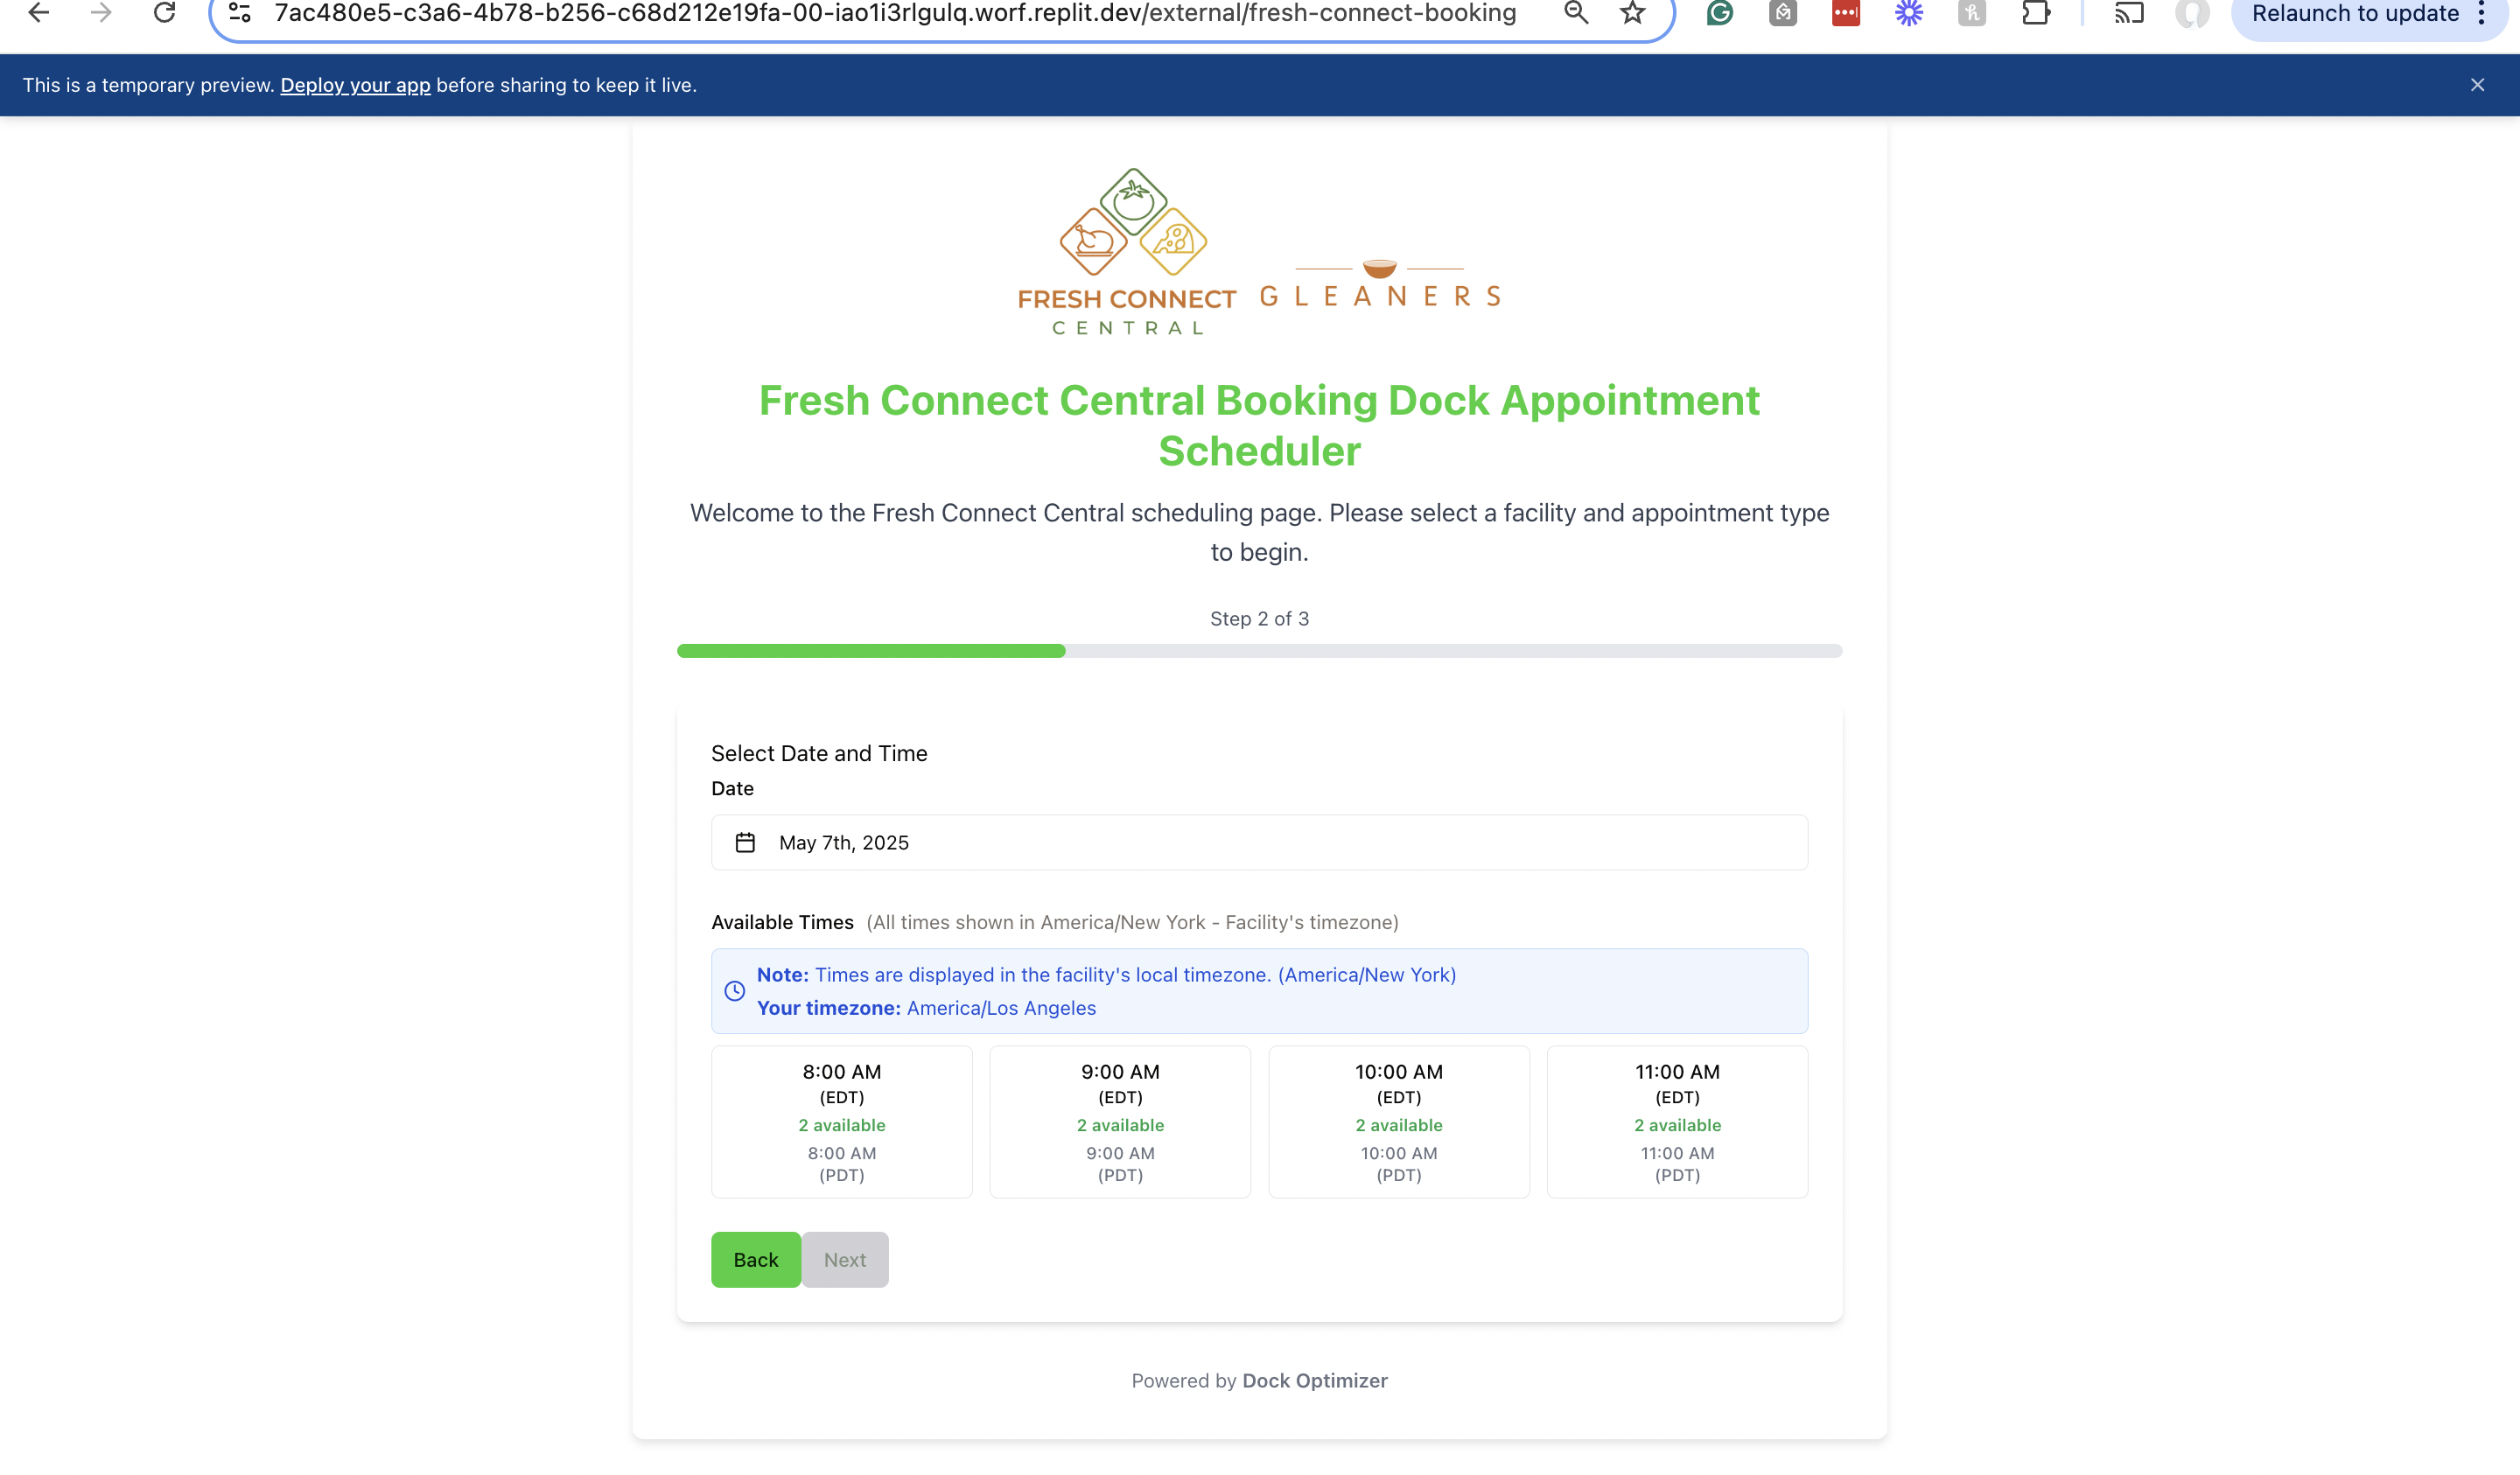 7ac480e5-c3a6-4b78-b256-c68d212e19fa-00-iao1i3rlgulq.worf.replit.dev/external/fresh-connect-booking
Relaunch to update
This is a temporary preview. Deploy your app before sharing to keep it live.
FRESH CONNECT
CENTRAL
GLEANERS
Fresh Connect Central Booking Dock Appointment
Scheduler
Welcome to the Fresh Connect Central scheduling page. Please select a facility and appointment type
to begin.
Step 2 of 3
Select Date and Time
Date
May 7th, 2025
Available Times (All times shown in America/New York - Facility's timezone)
Note: Times are displayed in the facility's local timezone. (America/New York)
Your timezone: America/Los Angeles
8:00 AM
(EDT)
2 available
8:00 AM
(PDT)
9:00 AM
(EDT)
2 available
9:00 AM
(PDT)
10:00 AM
(EDT)
2 available
10:00 AM
(PDT)
11:00 AM
(EDT)
2 available
11:00 AM
(PDT)
Back
Next
Powered by Dock Optimizer